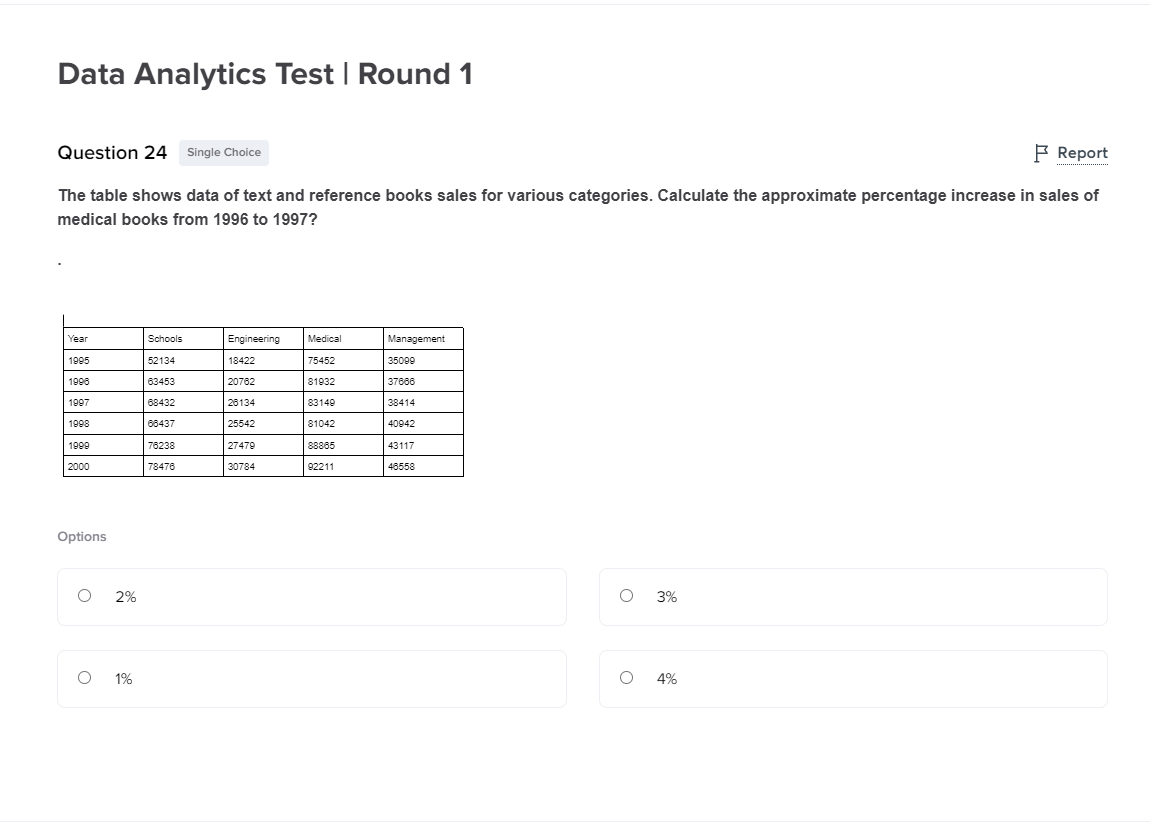 Data Analytics Test | Round 1
Question 24 Single Choice Report
The table shows data of text and reference books sales for various categories. Calculate the approximate percentage increase in sales of
medical books from 1996 to 1997?
.
Year Schools Engineering Medical Management
1995 52134 18422 75452 35099
1996 63453 20762 81932 37666
1997 68432 26134 83149 38414
1998 66437 25542 81042 40942
1999 76238 27479 88865 43117
2000 78476 30784 92211 46558
Options
2% 3%
1% 4%